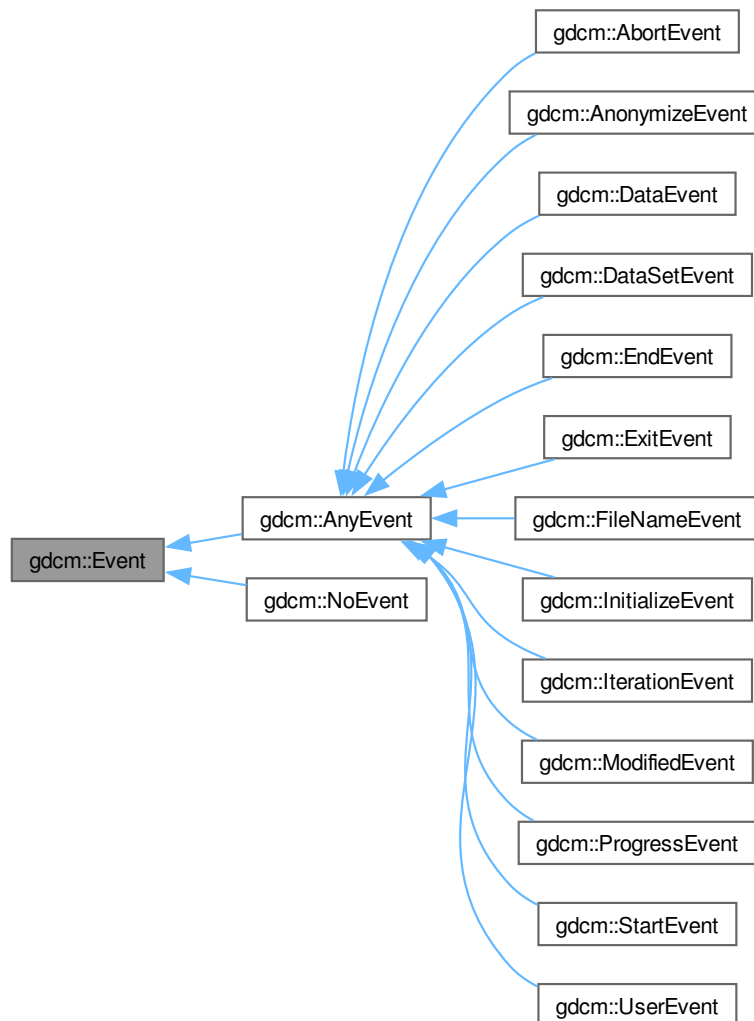 gdcm::AbortEvent
gdcm::AnonymizeEvent
gdcm::DataEvent
gdcm::DataSetEvent
gdcm::EndEvent
gdcm::ExitEvent
gdcm::AnyEvent
gdcm::FileNameEvent
gdcm::Event
gdcm::NoEvent
gdcm::InitializeEvent
gdcm::IterationEvent
gdcm::ModifiedEvent
gdcm::ProgressEvent
gdcm::StartEvent
gdcm::UserEvent